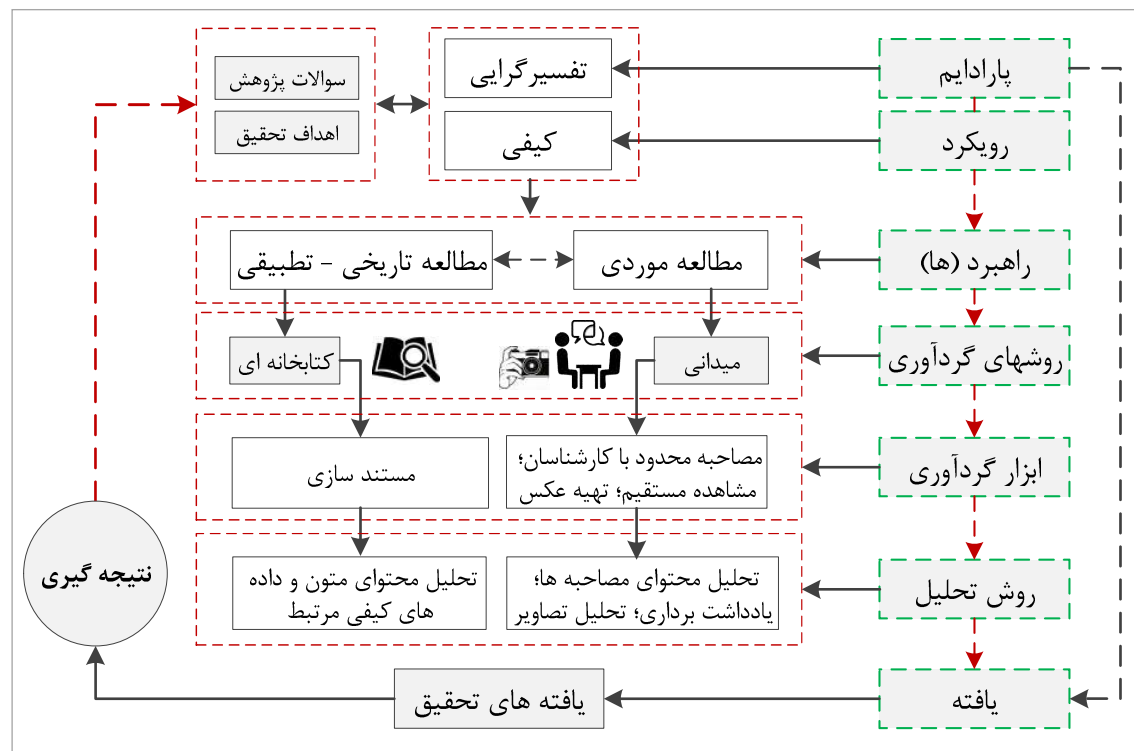 پارادایم
تفسیرگرایی
سوالات پژوهش
رویکرد
کیفی
اهداف تحقیق
راهبرد (ها)
مطالعه موردی
مطالعه تاریخی - تطبیقی
روشهای گردآوری
میدانی
کتابخانه ای
ابزار گردآوری
مصاحبه محدود با کارشناسان؛
مشاهده مستقیم؛ تهیه عکس
مستند سازی
روش تحلیل
تحلیل محتوای مصاحبه ها؛
یادداشت برداری؛ تحلیل تصاویر
تحلیل محتوای متون و داده
های کیفی مرتبط
نتیجه گیری
یافته
یافته های تحقیق